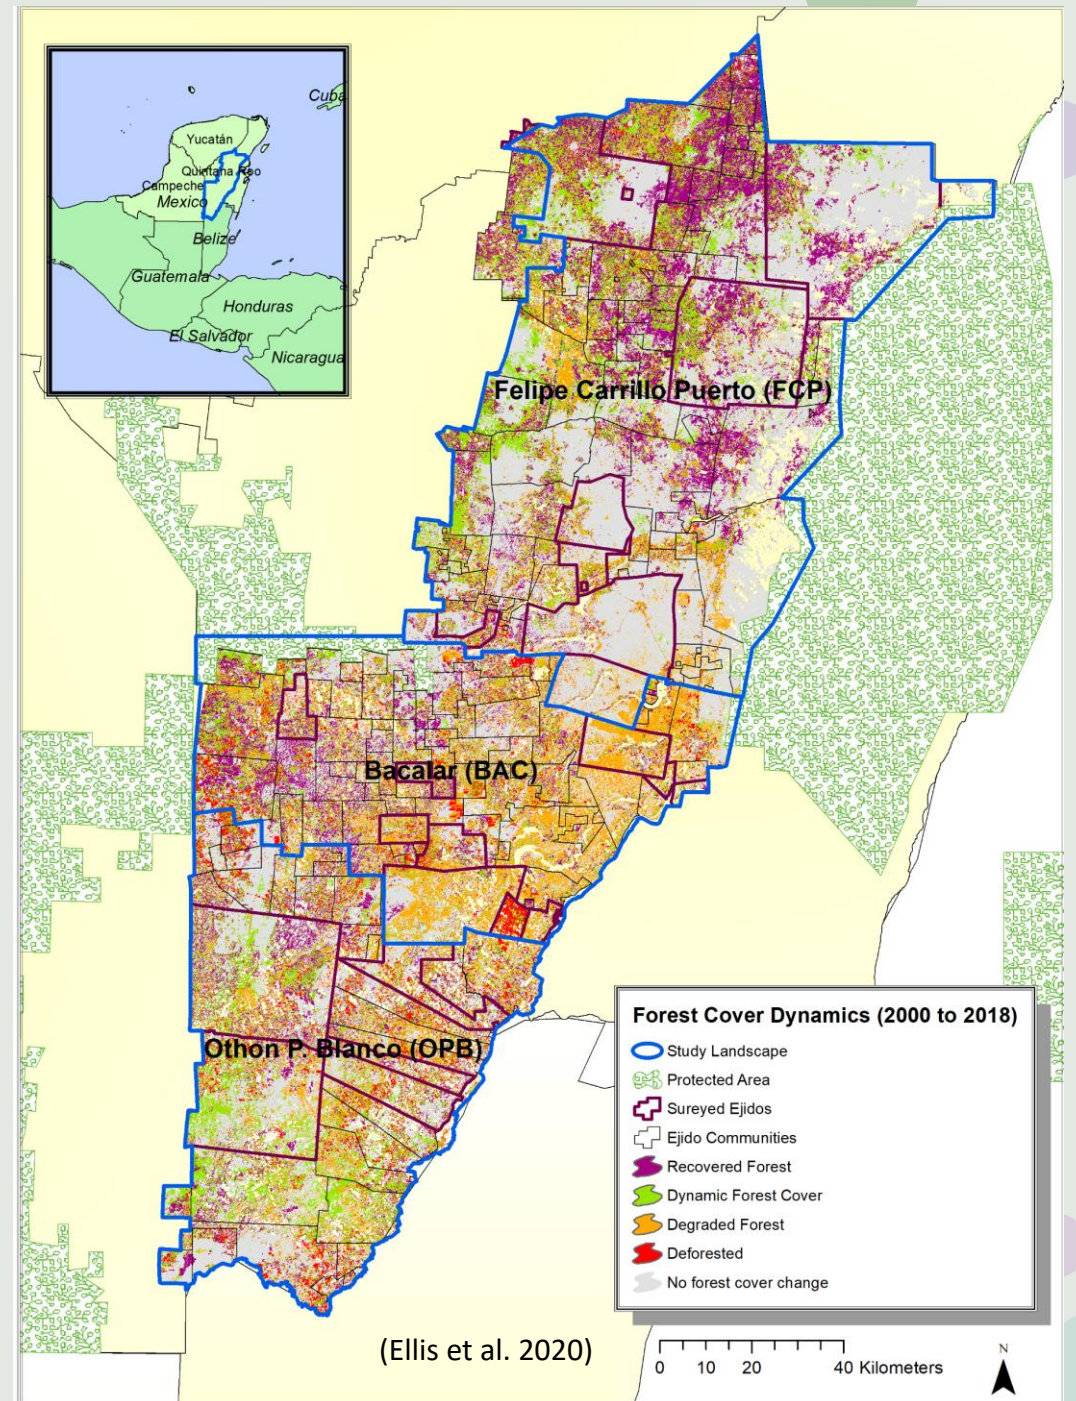 Cuba
Yucatán
Quintana Roo
Campeche
Mexico
Belize
Guatemala
Honduras
El Salvador
Nicaragua
Felipe Carrillo Puerto (FCP)
Bacalar (BAC)
Othon P. Blanco (OPB)
Forest Cover Dynamics (2000 to 2018)
Study Landscape
Protected Area
Sureyed Ejidos
Ejido Communities
Recovered Forest
Dynamic Forest Cover
Degraded Forest
Deforested
No forest cover change
(Ellis et al. 2020)
0 10 20 40 Kilometers
N